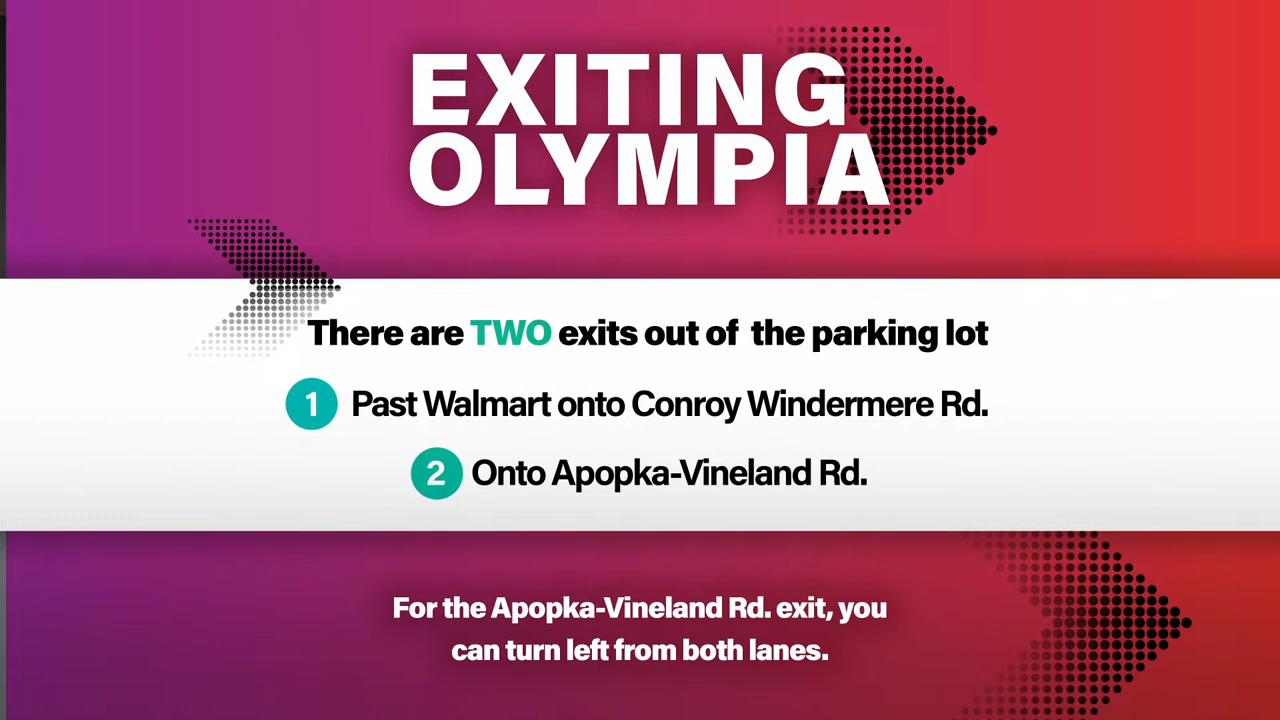 EXITING
OLYMPIA
There are TWO exits out of the parking lot
1 Past Walmart onto Conroy Windermere Rd.
2 Onto Apopka-Vineland Rd.
For the Apopka-Vineland Rd. exit, you
can turn left from both lanes.